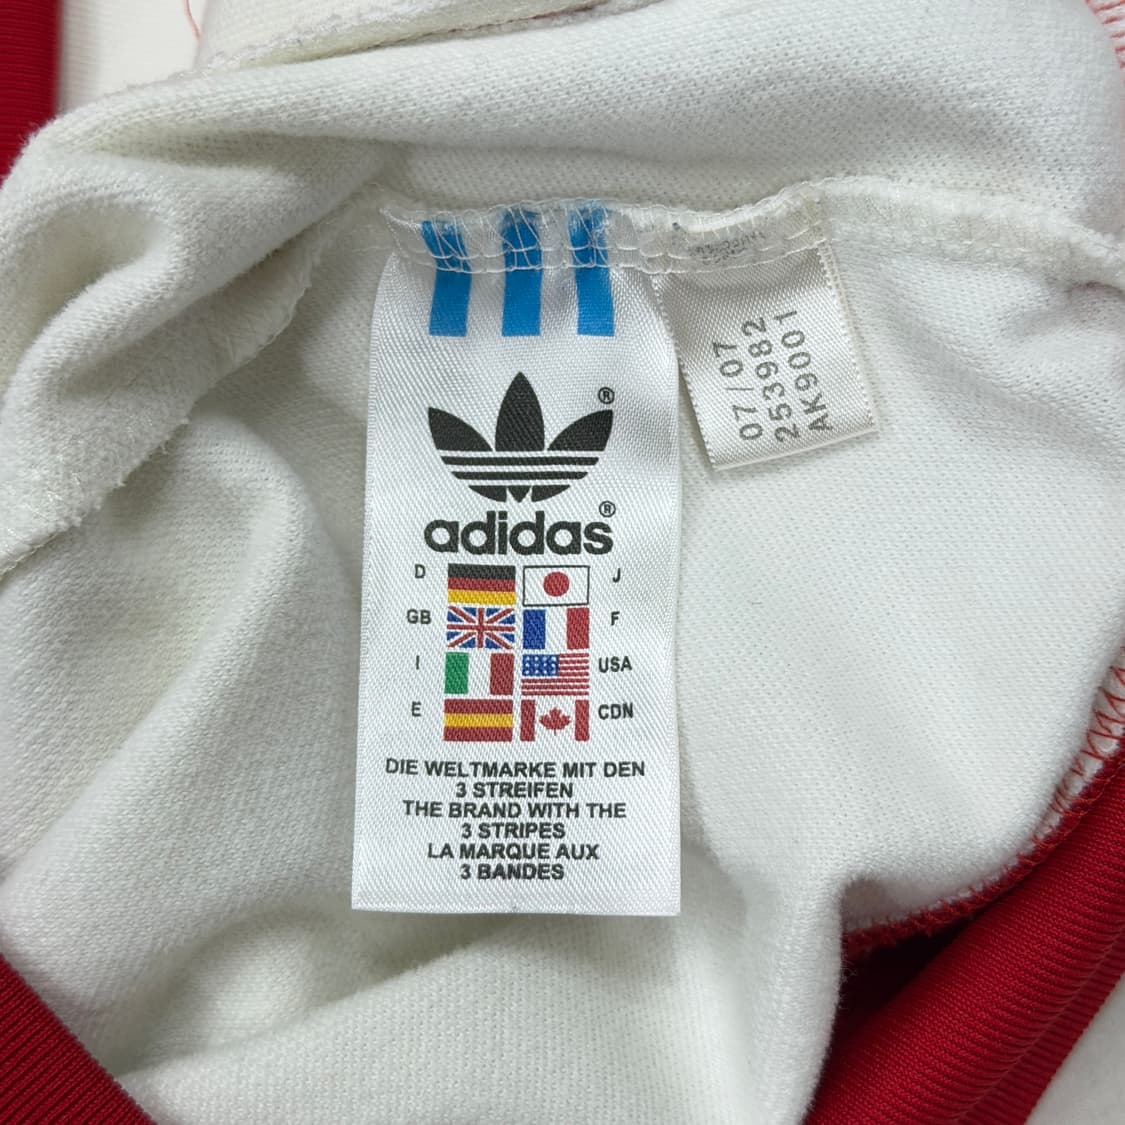 ®
adidas®
D J
GB F
I USA
E CDN
DIE WELTMARKE MIT DEN
3 STREIFEN
THE BRAND WITH THE
3 STRIPES
LA MARQUE AUX
3 BANDES
07/07
253982
AK9001